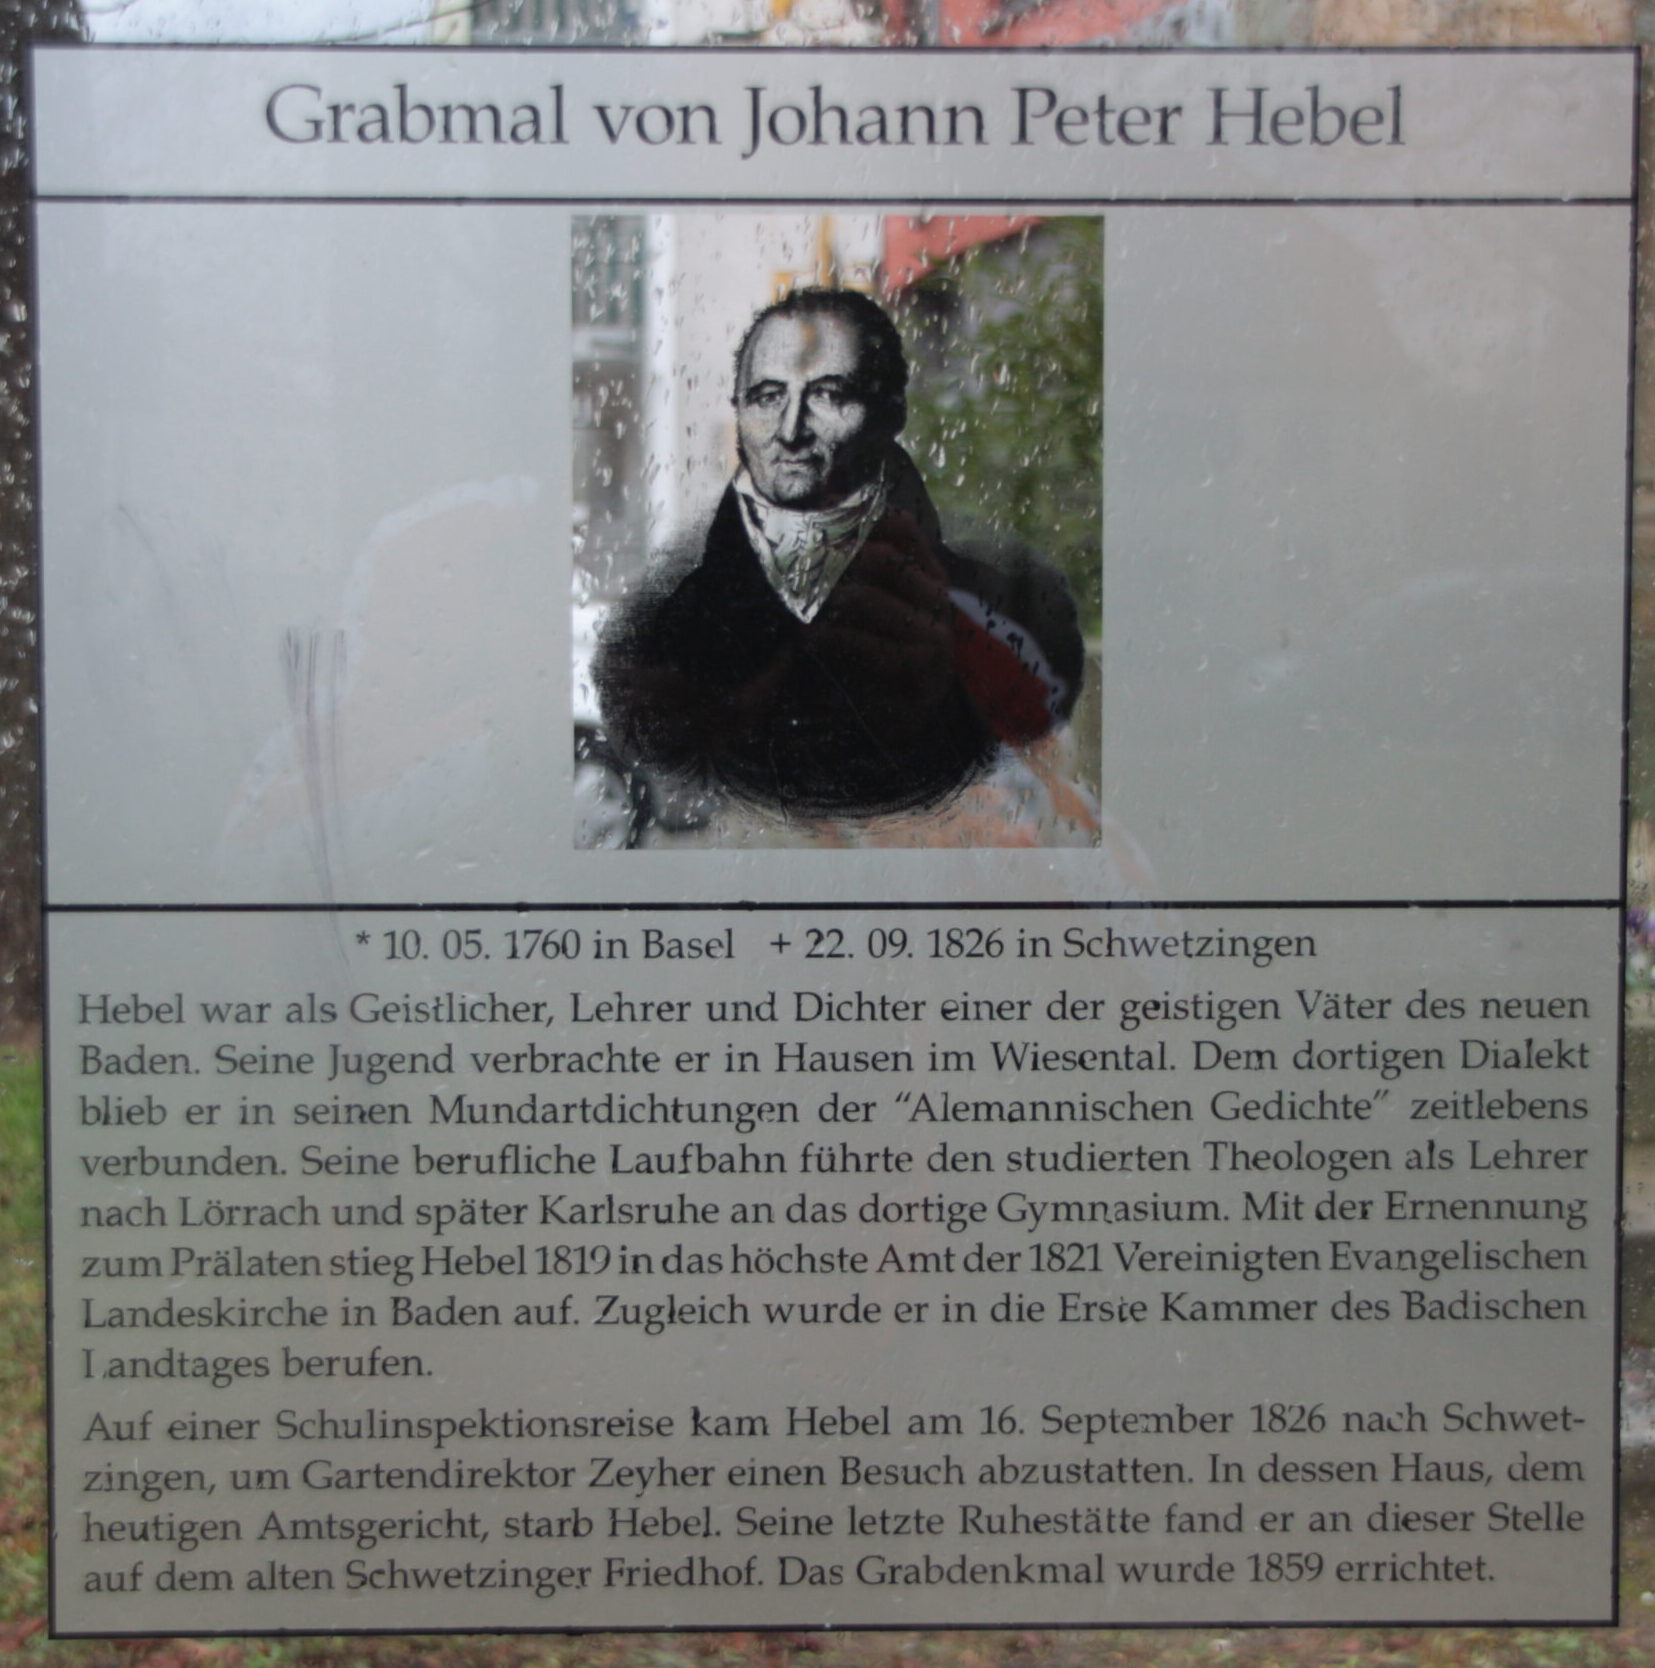 Grabmal von Johann Peter Hebel
* 10. 05. 1760 in Basel + 22. 09. 1826 in Schwetzingen
Hebel war als Geistlicher, Lehrer und Dichter einer der geistigen Väter des neuen
Baden. Seine Jugend verbrachte er in Hausen im Wiesental. Dem dortigen Dialekt
blieb er in seinen Mundartdichtungen der “Alemannischen Gedichte” zeitlebens
verbunden. Seine berufliche Laufbahn führte den studierten Theologen als Lehrer
nach Lörrach und später Karlsruhe an das dortige Gymnasium. Mit der Ernennung
zum Prälaten stieg Hebel 1819 in das höchste Amt der 1821 Vereinigten Evangelischen
Landeskirche in Baden auf. Zugleich wurde er in die Erste Kammer des Badischen
Landtages berufen.
Auf einer Schulinspektionsreise kam Hebel am 16. September 1826 nach Schwet-
zingen, um Gartendirektor Zeyher einen Besuch abzustatten. In dessen Haus, dem
heutigen Amtsgericht, starb Hebel. Seine letzte Ruhestätte fand er an dieser Stelle
auf dem alten Schwetzinger Friedhof. Das Grabdenkmal wurde 1859 errichtet.